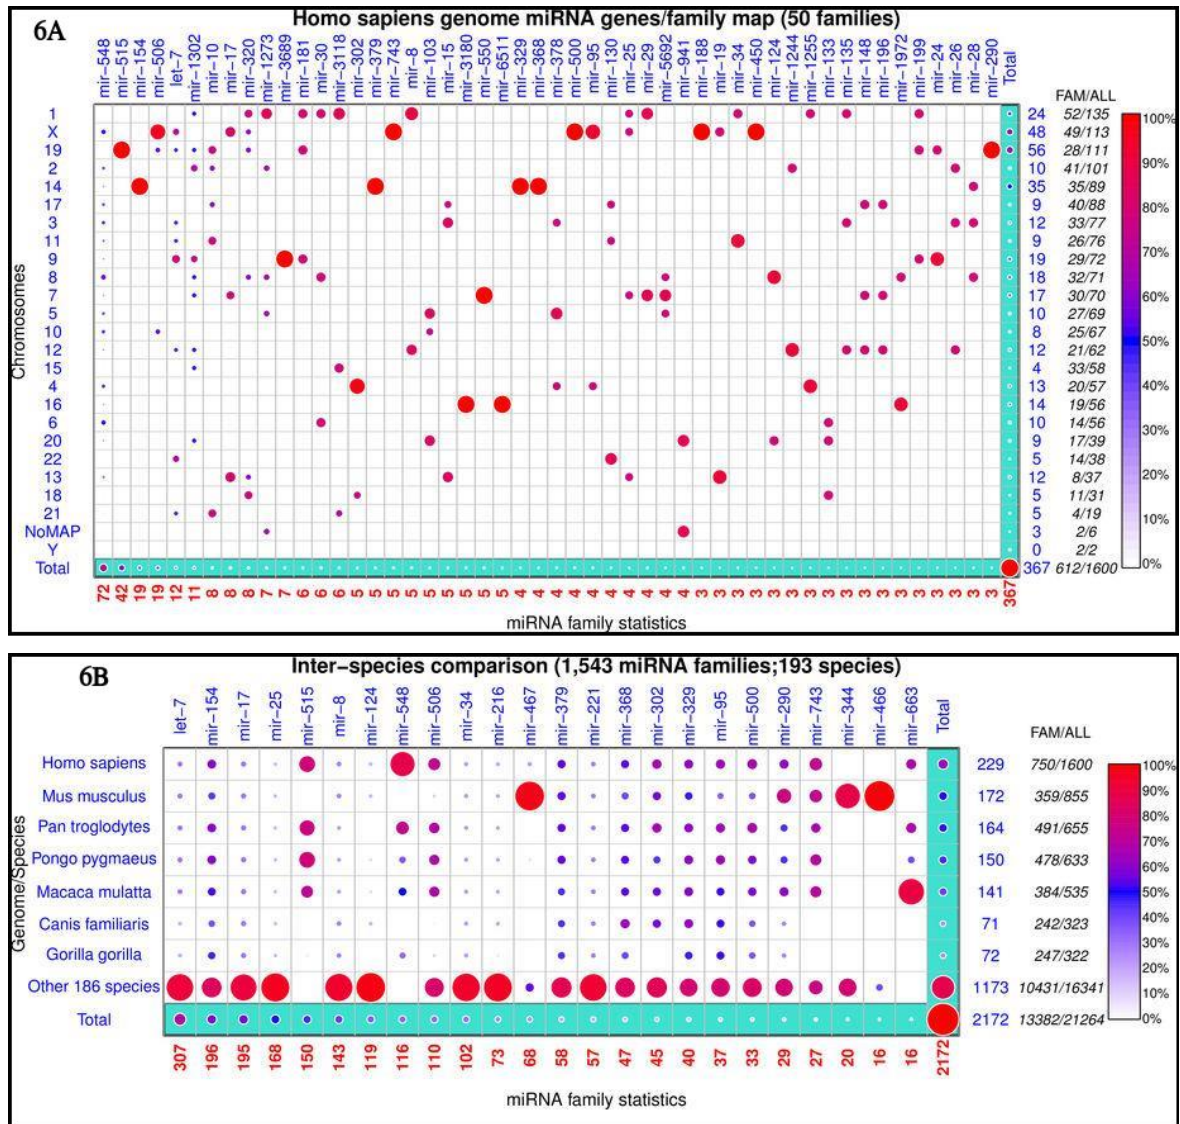 6A
Homo sapiens genome miRNA genes/family map (50 families)
mir−548 mir−515 mir−154 mir−506 let−7 mir−1302 mir−10 mir−17 mir−320 mir−1273 mir−3689 mir−181 mir−30 mir−3118 mir−302 mir−379 mir−743 mir−8 mir−103 mir−15 mir−3180 mir−550 mir−6511 mir−329 mir−368 mir−378 mir−500 mir−95 mir−130 mir−25 mir−29 mir−5692 mir−941 mir−188 mir−19 mir−34 mir−450 mir−124 mir−1244 mir−1255 mir−133 mir−135 mir−148 mir−196 mir−1972 mir−199 mir−24 mir−26 mir−28 mir−290 Total
FAM/ALL
Chromosomes
1 24 52/135
X 48 49/113
19 56 28/111
2 10 41/101
14 35 35/89
17 9 40/88
3 12 33/77
11 9 26/76
9 19 29/72
8 18 32/71
7 17 30/70
5 10 27/69
10 8 25/67
12 12 21/62
15 4 33/58
4 13 20/57
16 14 19/56
6 10 14/56
20 9 17/39
22 5 14/38
13 12 8/37
18 5 11/31
21 5 4/19
NoMAP 3 2/6
Y 0 2/2
Total 367 612/1600
72 42 19 19 12 11 8 8 8 7 7 6 6 6 5 5 5 5 5 5 5 5 5 4 4 4 4 4 4 4 4 4 4 3 3 3 3 3 3 3 3 3 3 3 3 3 3 3 3 3 367
miRNA family statistics
100%
90%
80%
70%
60%
50%
40%
30%
20%
10%
0%
6B
Inter−species comparison (1,543 miRNA families;193 species)
let−7 mir−154 mir−17 mir−25 mir−515 mir−8 mir−124 mir−548 mir−506 mir−34 mir−216 mir−467 mir−379 mir−221 mir−368 mir−302 mir−329 mir−95 mir−500 mir−290 mir−743 mir−344 mir−466 mir−663 Total
FAM/ALL
Genome/Species
Homo sapiens 229 750/1600
Mus musculus 172 359/855
Pan troglodytes 164 491/655
Pongo pygmaeus 150 478/633
Macaca mulatta 141 384/535
Canis familiaris 71 242/323
Gorilla gorilla 72 247/322
Other 186 species 1173 10431/16341
Total 2172 13382/21264
307 196 195 168 150 143 119 116 110 102 73 68 58 57 47 45 40 37 33 29 27 20 16 16 2172
miRNA family statistics
100%
90%
80%
70%
60%
50%
40%
30%
20%
10%
0%